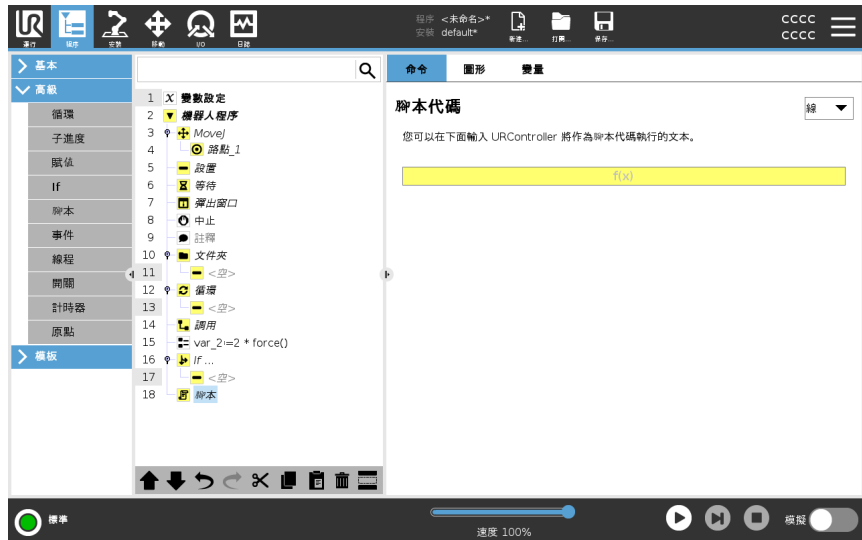 程序 <未命名>*
安裝 default*
新建...
打開...
保存...
CCCC
CCCC
運行
程序
安裝
移動
I/O
日誌
基本
高級
循環
子進度
賦值
If
腳本
事件
線程
開關
計時器
原點
模板
1 變數設定
2 機器人程序
3 MoveJ
4 路點_1
5 設置
6 等待
7 彈出窗口
8 中止
9 註釋
10 文件夾
11 <空>
12 循環
13 <空>
14 調用
15 var_2≔2 * force()
16 If ...
17 <空>
18 腳本
命令 圖形 變量
腳本代碼
線
您可以在下面輸入 URController 將作為腳本代碼執行的文本。
f(x)
標準
速度 100%
模擬